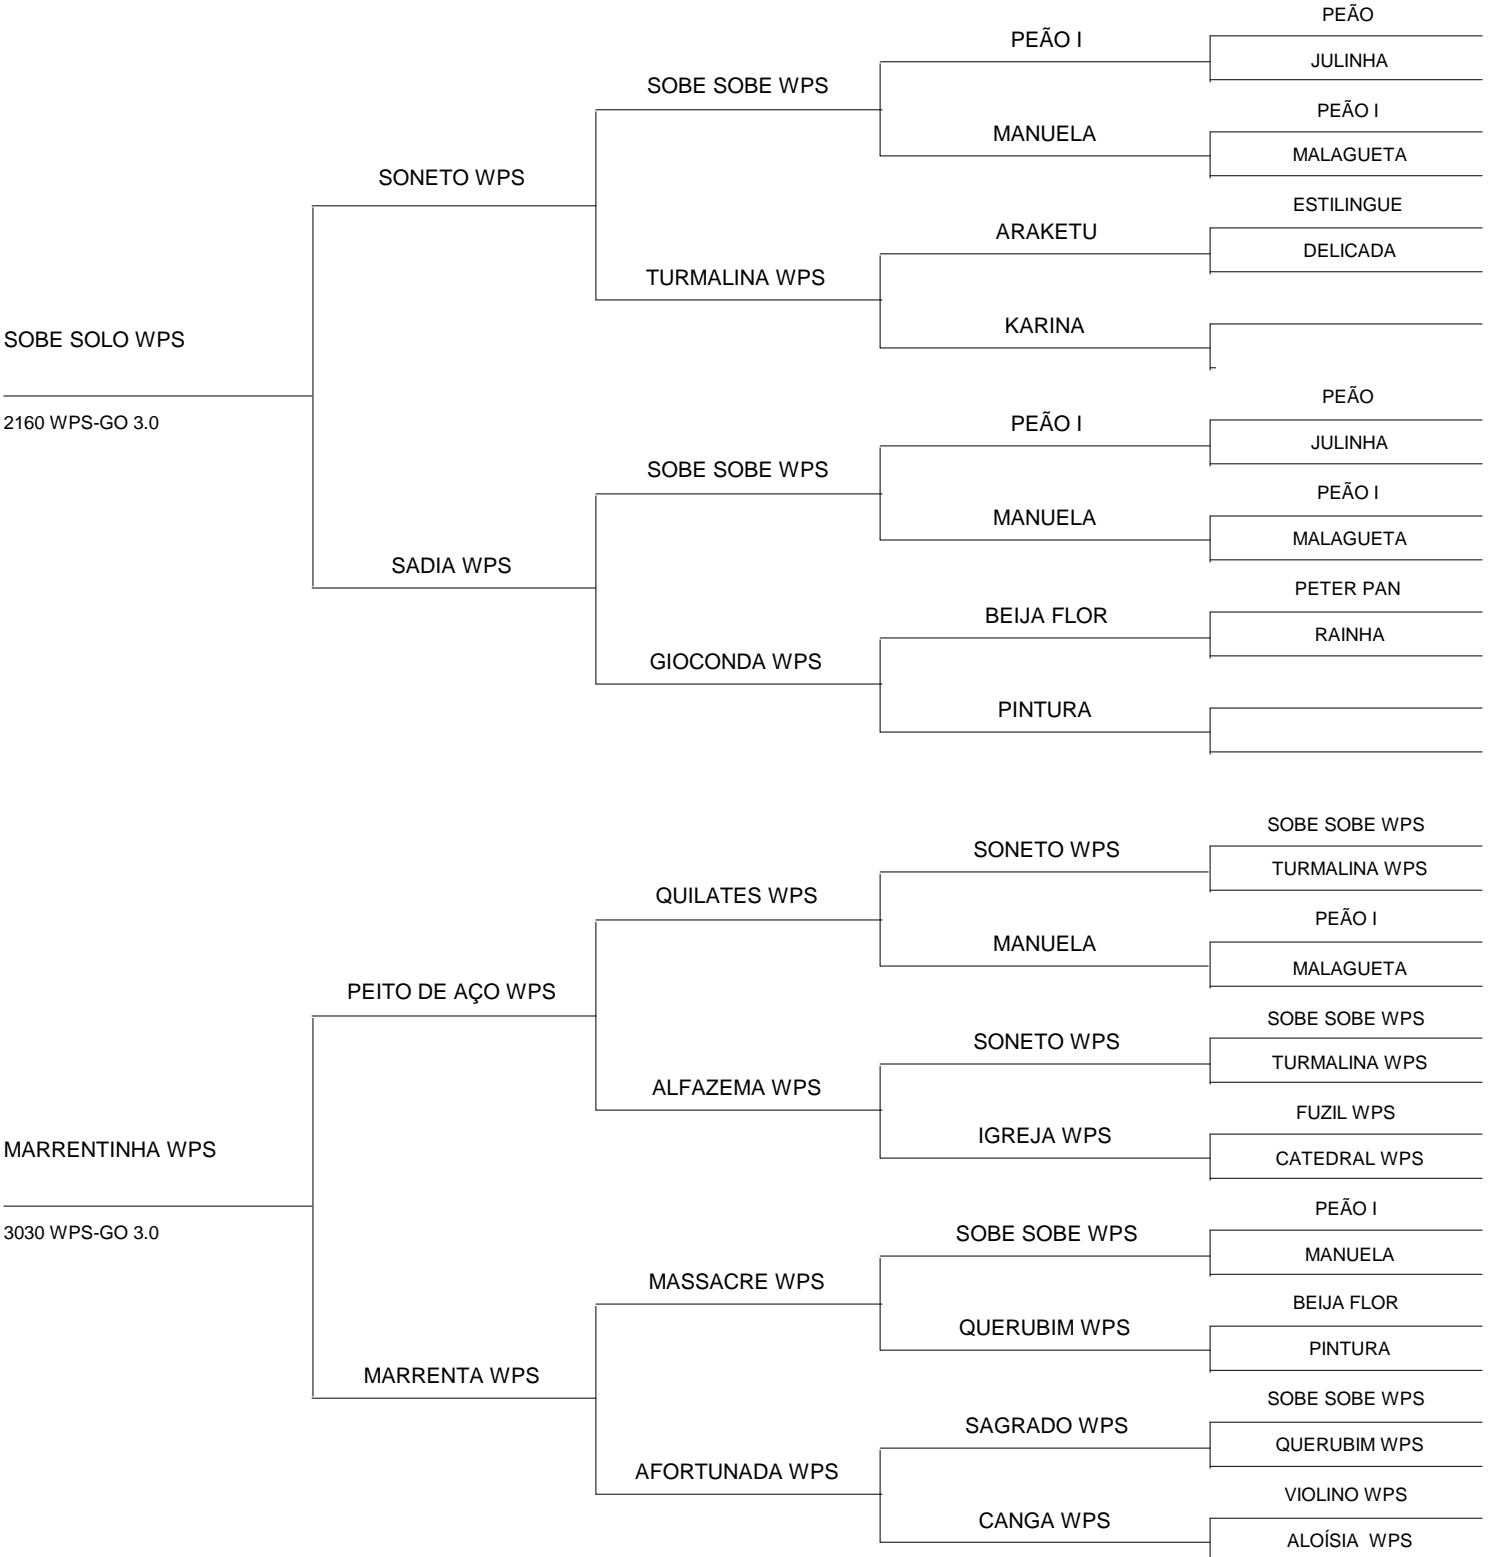 PEÃO
PEÃO I
JULINHA
SOBE SOBE WPS
PEÃO I
MANUELA
MALAGUETA
SONETO WPS
ESTILINGUE
ARAKETU
DELICADA
TURMALINA WPS
KARINA
SOBE SOLO WPS
PEÃO
2160 WPS-GO 3.0
PEÃO I
JULINHA
SOBE SOBE WPS
PEÃO I
MANUELA
MALAGUETA
SADIA WPS
PETER PAN
BEIJA FLOR
RAINHA
GIOCONDA WPS
PINTURA
SOBE SOBE WPS
SONETO WPS
TURMALINA WPS
QUILATES WPS
PEÃO I
MANUELA
MALAGUETA
PEITO DE AÇO WPS
SOBE SOBE WPS
SONETO WPS
TURMALINA WPS
ALFAZEMA WPS
FUZIL WPS
IGREJA WPS
CATEDRAL WPS
MARRENTINHA WPS
PEÃO I
3030 WPS-GO 3.0
SOBE SOBE WPS
MANUELA
MASSACRE WPS
BEIJA FLOR
QUERUBIM WPS
PINTURA
MARRENTA WPS
SOBE SOBE WPS
SAGRADO WPS
QUERUBIM WPS
AFORTUNADA WPS
VIOLINO WPS
CANGA WPS
ALOÍSIA WPS